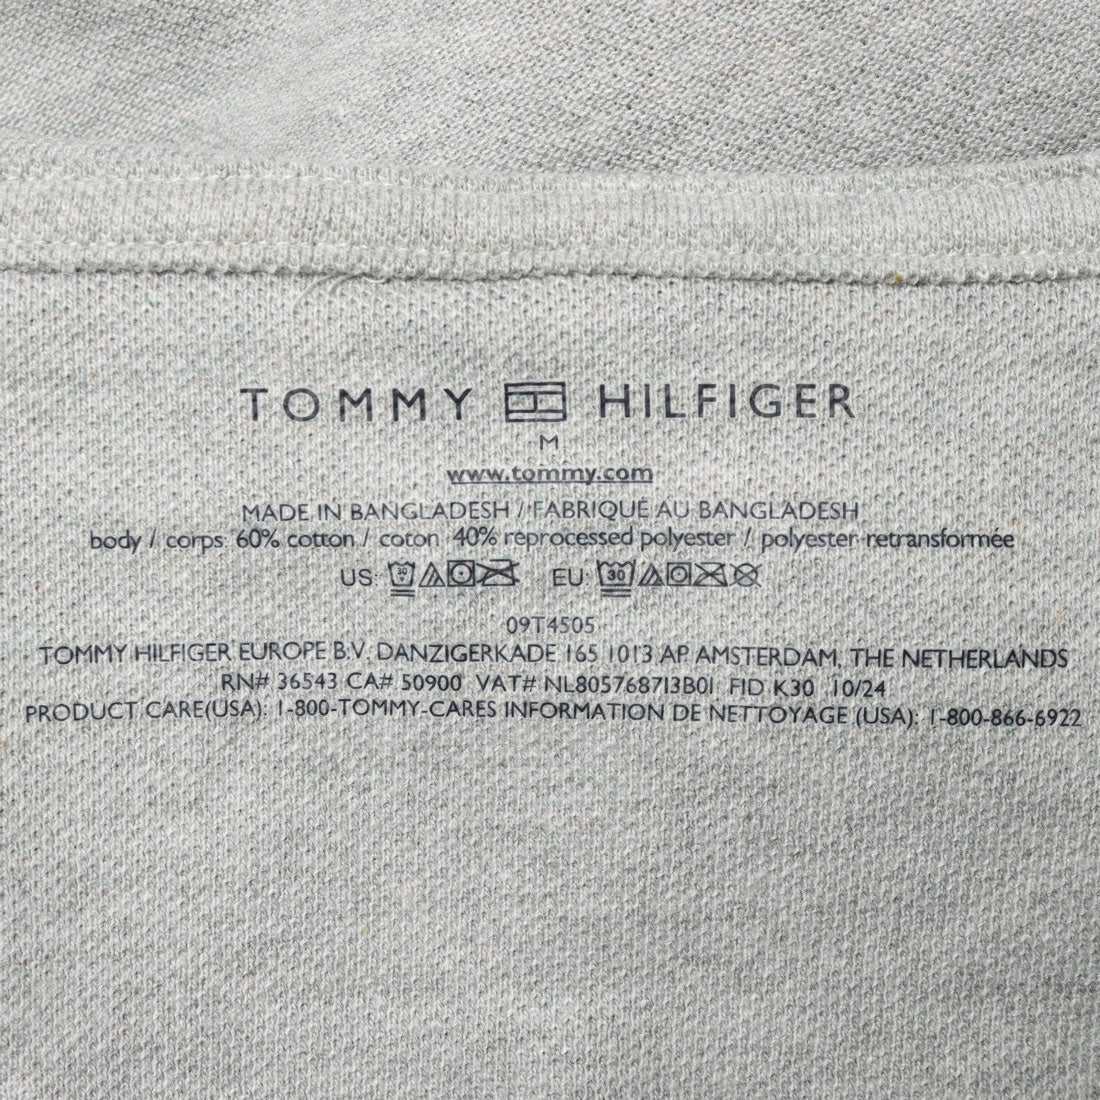 TOMMY HILFIGER
M
www.tommy.com
MADE IN BANGLADESH / FABRIQUÉ AU BANGLADESH
body / corps 60% cotton / coton 40% reprocessed polyester / polyester retransformée
US: 30 EU: 30
09T4505
TOMMY HILFIGER EUROPE B.V. DANZIGERKADE 165 1013 AP AMSTERDAM, THE NETHERLANDS
RN# 36543 CA# 50900 VAT# NL805768713B01 FID K30 10/24
PRODUCT CARE(USA): 1-800-TOMMY-CARES INFORMATION DE NETTOYAGE (USA): 1-800-866-6922